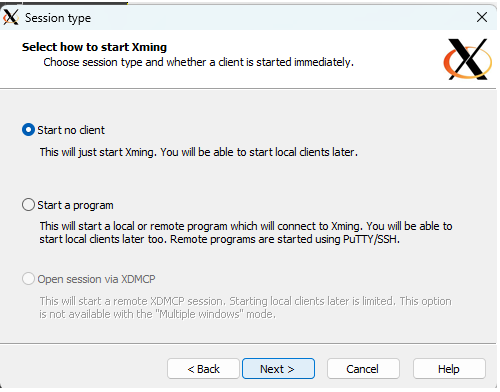 Session type
Select how to start Xming
Choose session type and whether a client is started immediately.
Start no client
This will just start Xming. You will be able to start local clients later.
Start a program
This will start a local or remote program which will connect to Xming. You will be able to
start local clients later too. Remote programs are started using PuTTY/SSH.
Open session via XDMCP
This will start a remote XDMCP session. Starting local clients later is limited. This option
is not available with the "Multiple windows" mode.
< Back
Next >
Cancel
Help